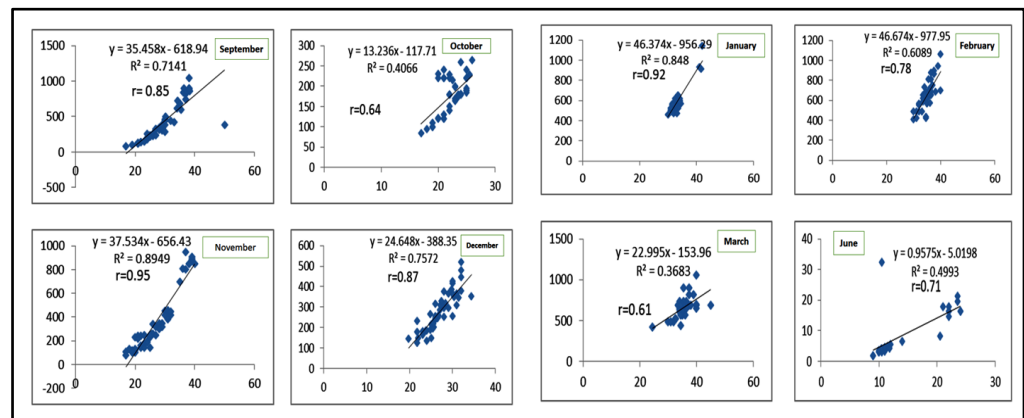 September
y = 35.458x - 618.94
R² = 0.7141
r= 0.85
1500
1000
500
0
-500
0
20
40
60
October
y = 13.236x - 117.71
R² = 0.4066
r=0.64
300
250
200
150
100
50
0
0
10
20
30
January
y = 46.374x - 956.29
R² = 0.848
r=0.92
1200
1000
800
600
400
200
0
0
20
40
60
February
y = 46.674x - 977.95
R² = 0.6089
r=0.78
1200
1000
800
600
400
200
0
0
20
40
60
November
y = 37.534x - 656.43
R² = 0.8949
r=0.95
1000
800
600
400
200
0
-200
0
20
40
60
December
y = 24.648x - 388.35
R² = 0.7572
r=0.87
600
500
400
300
200
100
0
0
10
20
30
40
March
y = 22.995x - 153.96
R² = 0.3683
r=0.61
1500
1000
500
0
0
20
40
60
June
y = 0.9575x - 5.0198
R² = 0.4993
r=0.71
40
30
20
10
0
0
10
20
30